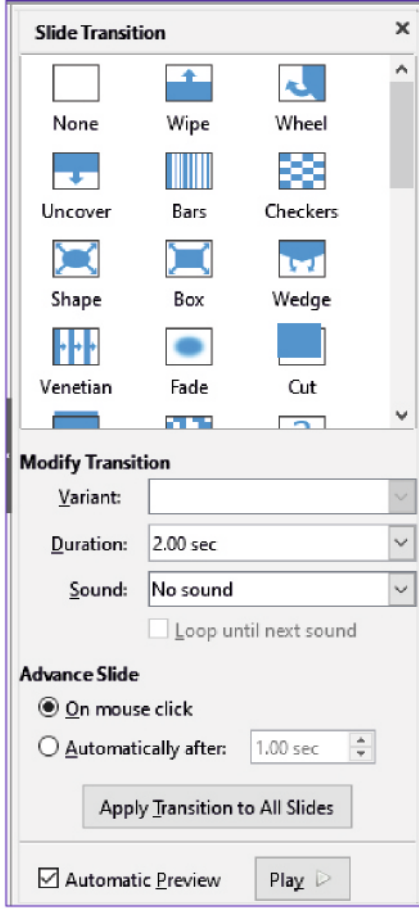 Slide Transition
None Wipe Wheel
Uncover Bars Checkers
Shape Box Wedge
Venetian Fade Cut
Modify Transition
Variant:
Duration: 2.00 sec
Sound: No sound
Loop until next sound
Advance Slide
On mouse click
Automatically after: 1.00 sec
Apply Transition to All Slides
Automatic Preview Play